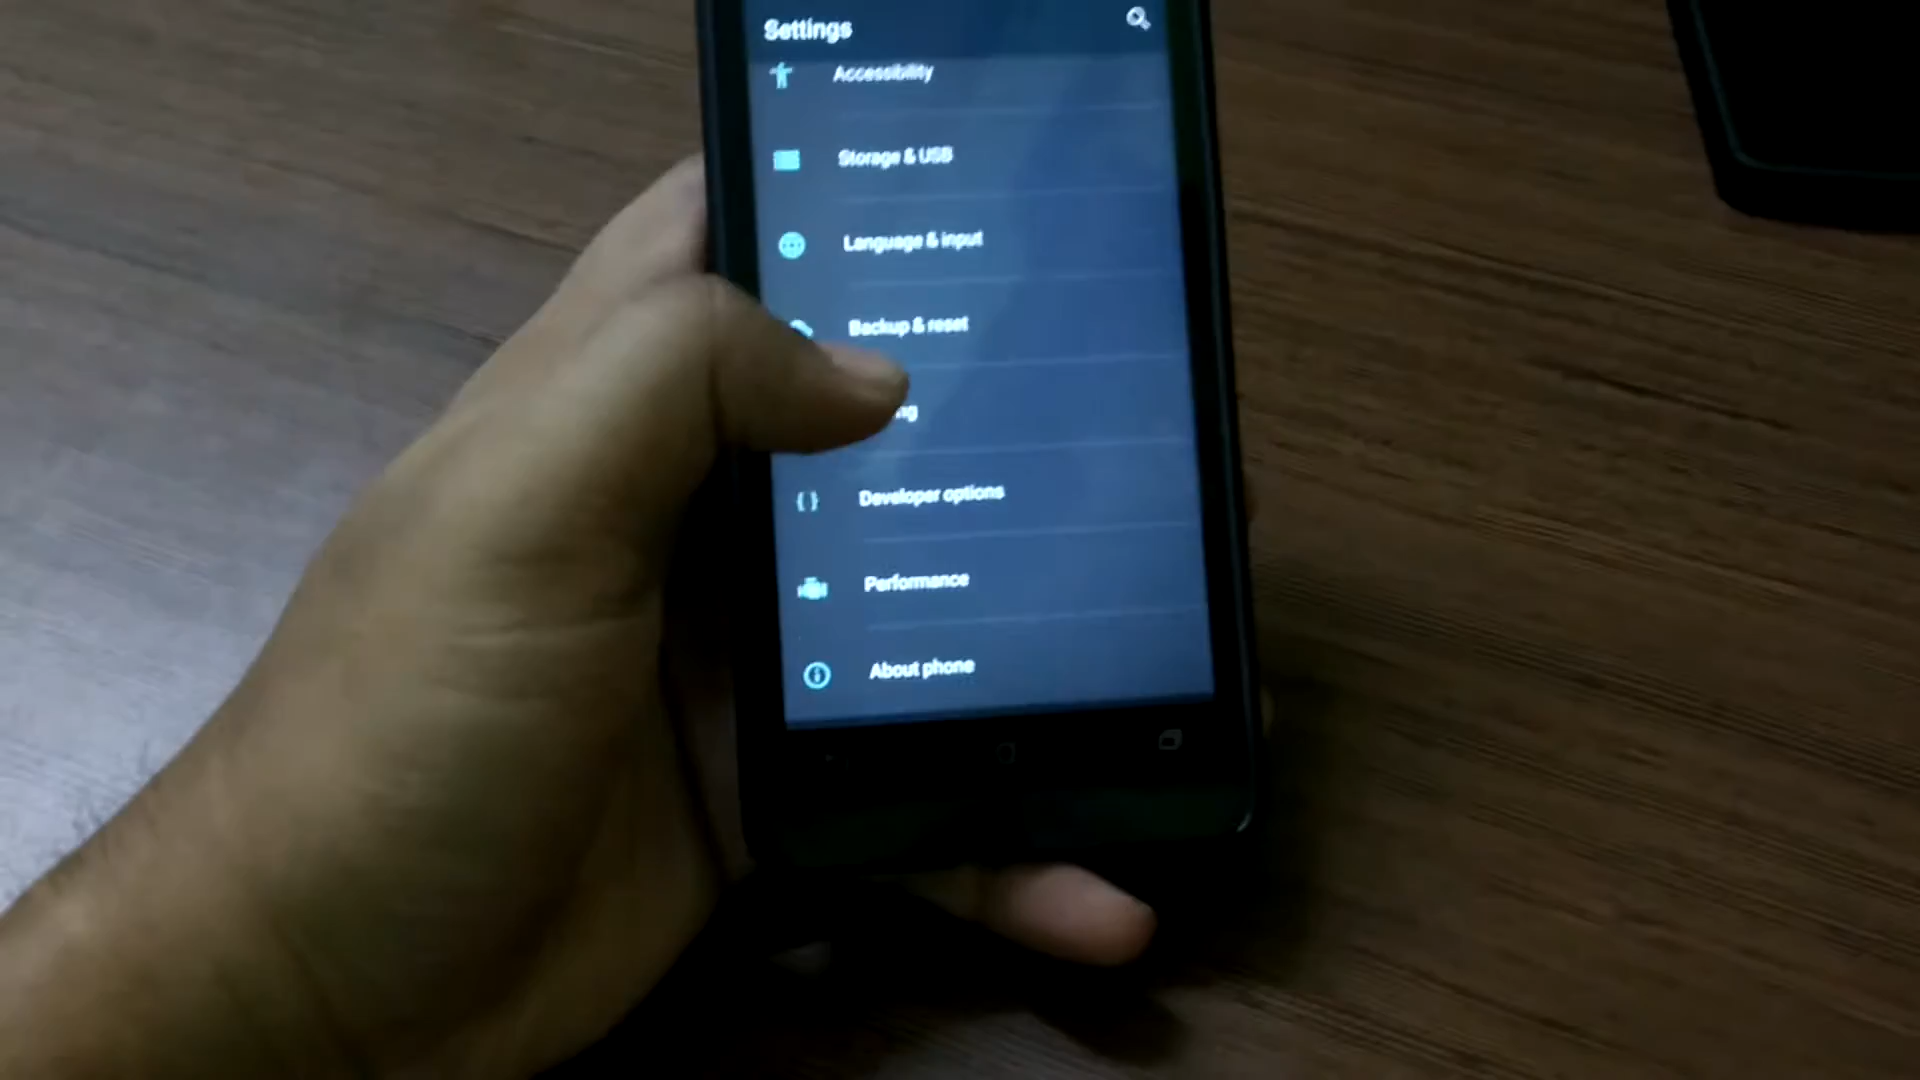 Settings
Accessibility
Storage & USB
Language & input
Backup & reset
Developer options
Performance
About phone